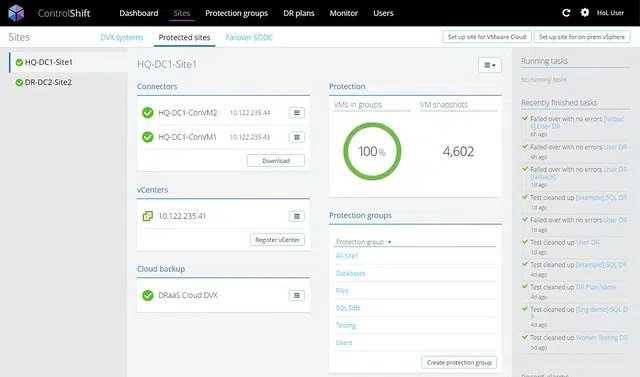 ControlShift
Dashboard
Sites
Protection groups
DR plans
Monitor
Users
HoL User
Sites
DVX systems
Protected sites
Failover SDDC
Set up site for VMware Cloud
Set up site for on-prem vSphere
HQ-DC1-Site1
DR-DC2-Site2
HQ-DC1-Site1
Connectors
HQ-DC1-ConVM2 10.122.235.44
HQ-DC1-ConVM1 10.122.235.43
Download
vCenters
10.122.235.41
Register vCenter
Cloud backup
DRaaS Cloud DVX
Protection
VMs in groups
VM snapshots
100%
4,602
Protection groups
Protection group
All-Site1
Databases
Files
SQL DBs
Testing
Users
Create protection group
Running tasks
No running tasks
Recently finished tasks
Failed over with no errors [failbac
k] User DR
6h ago
Failed over with no errors User DR
6h ago
Failed over with no errors User DR
[failback]
1d ago
Test cleaned up [example] SQL DR
1d ago
Failed over with no errors User DR
1d ago
Test cleaned up User DR
1d ago
Test cleaned up [example] SQL DR
4d ago
Test cleaned up DR Plan Name
4d ago
Test cleaned up [Eng demo] SQL D
R
4d ago
Test cleaned up Worker Testing DR
5d ago
Recent alarms